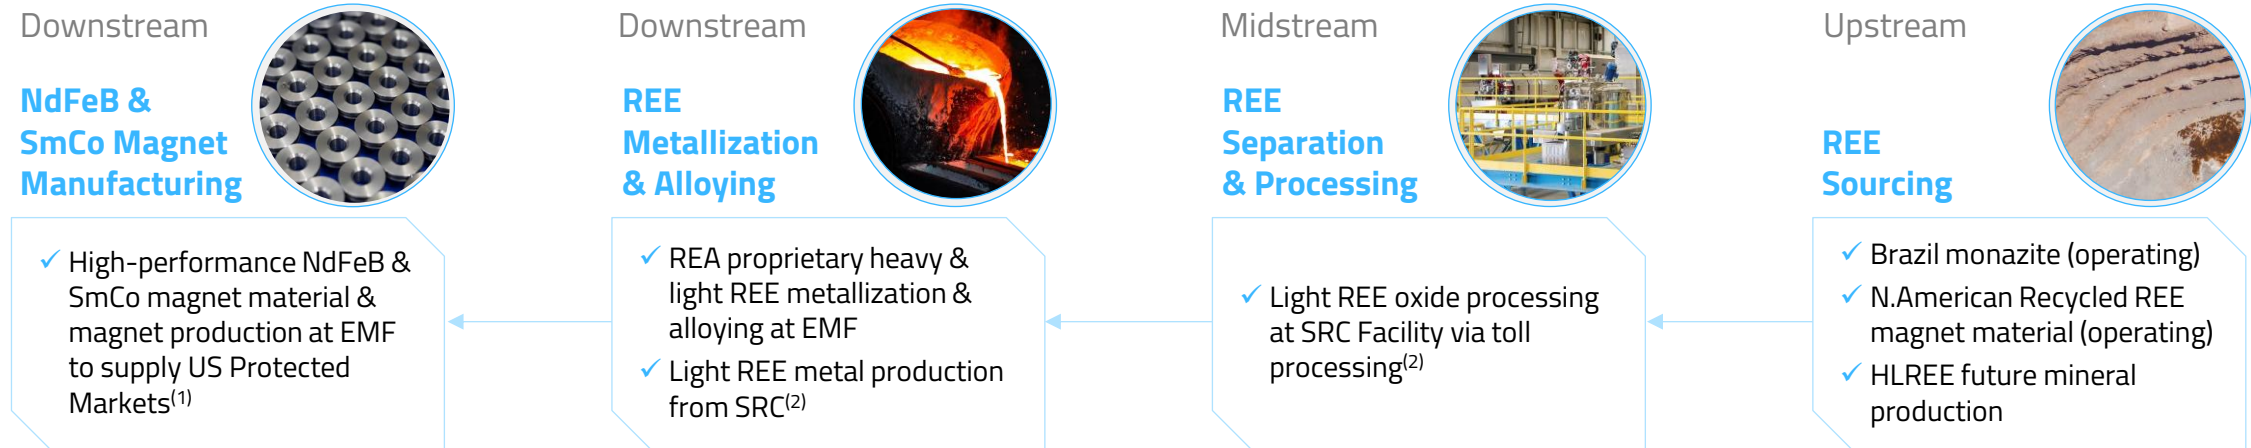 Downstream
NdFeB &
SmCo Magnet
Manufacturing
✓ High-performance NdFeB &
SmCo magnet material &
magnet production at EMF
to supply US Protected
Markets(1)
Downstream
REE
Metallization
& Alloying
✓ REA proprietary heavy &
light REE metallization &
alloying at EMF
✓ Light REE metal production
from SRC(2)
Midstream
REE
Separation
& Processing
✓ Light REE oxide processing
at SRC Facility via toll
processing(2)
Upstream
REE
Sourcing
✓ Brazil monazite (operating)
✓ N.American Recycled REE
magnet material (operating)
✓ HLREE future mineral
production